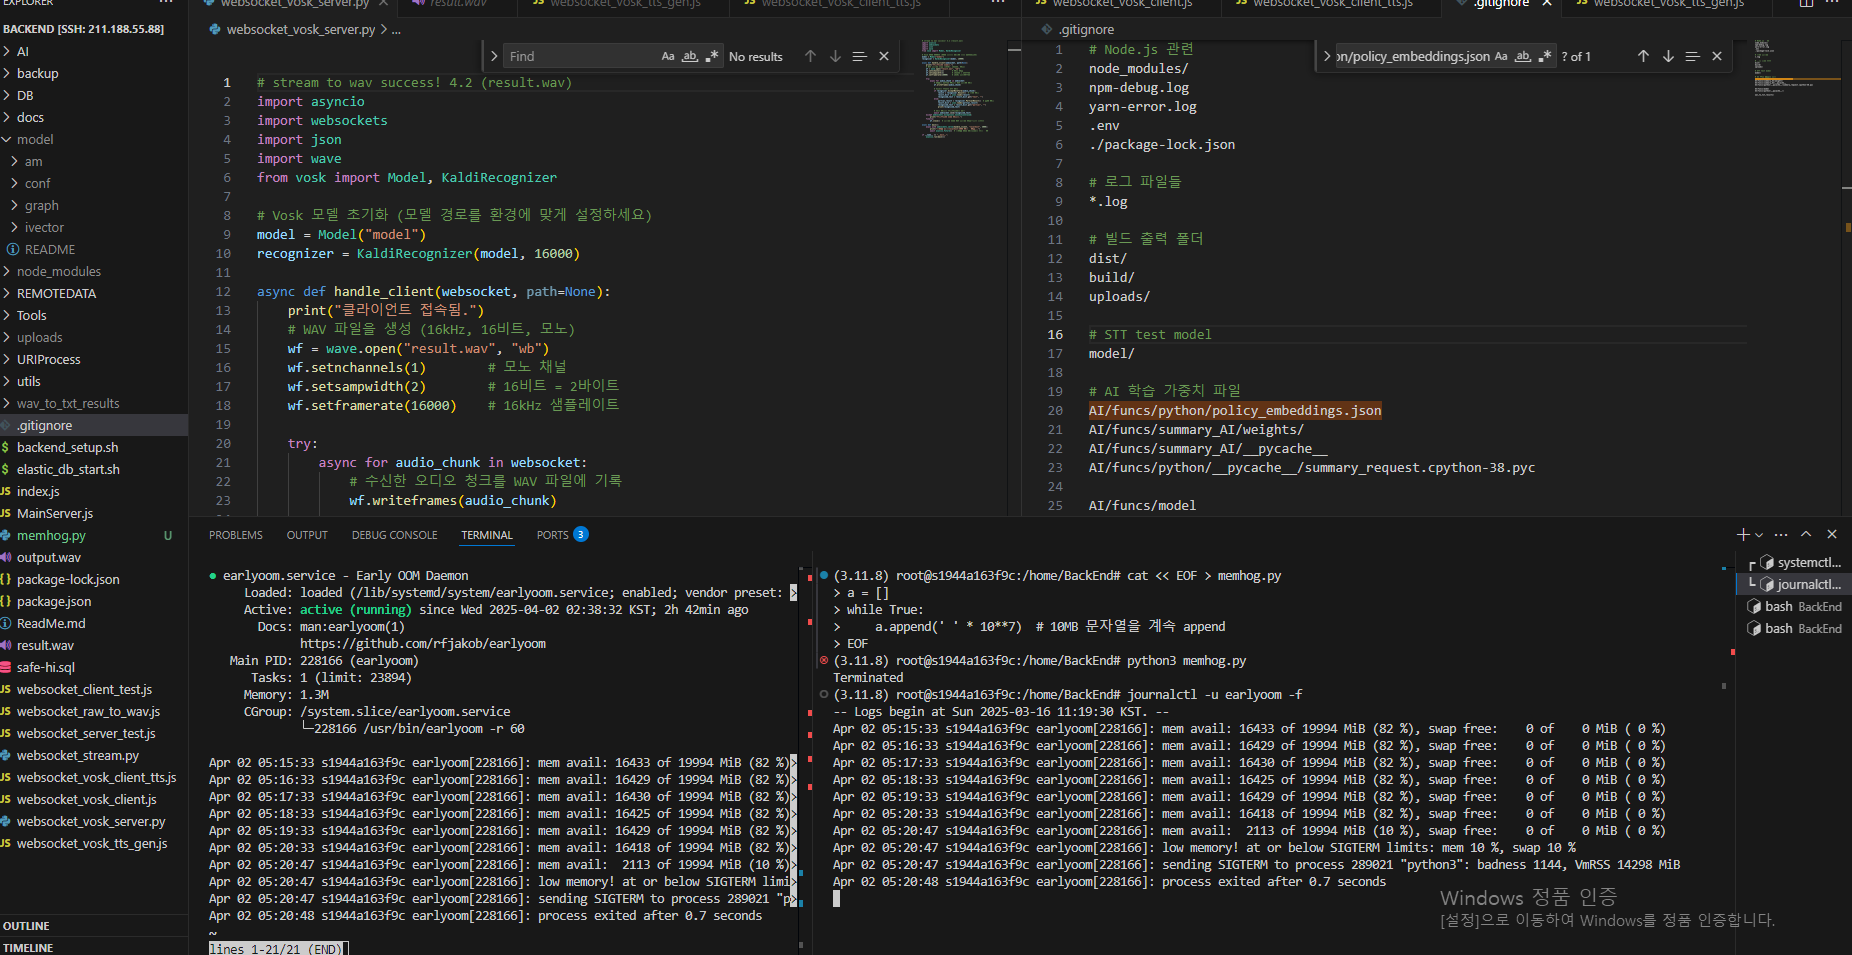 EXPLORER
BACKEND [SSH: 211.188.55.88]
AI
backup
DB
docs
model
am
conf
graph
ivector
README
node_modules
REMOTEDATA
Tools
uploads
URIProcess
utils
wav_to_txt_results
.gitignore
backend_setup.sh
elastic_db_start.sh
index.js
MainServer.js
memhog.py U
output.wav
package-lock.json
package.json
ReadMe.md
result.wav
safe-hi.sql
websocket_client_test.js
websocket_raw_to_wav.js
websocket_server_test.js
websocket_stream.py
websocket_vosk_client_tts.js
websocket_vosk_client.js
websocket_vosk_server.py
websocket_vosk_tts_gen.js
OUTLINE
TIMELINE
websocket_vosk_server.py result.wav websocket_vosk_tts_gen.js websocket_vosk_client_tts.js
websocket_vosk_server.py > ...
Find Aa ab .* No results
1 # stream to wav success! 4.2 (result.wav)
2 import asyncio
3 import websockets
4 import json
5 import wave
6 from vosk import Model, KaldiRecognizer
7
8 # Vosk 모델 초기화 (모델 경로를 환경에 맞게 설정하세요)
9 model = Model("model")
10 recognizer = KaldiRecognizer(model, 16000)
11
12 async def handle_client(websocket, path=None):
13 print("클라이언트 접속됨.")
14 # WAV 파일을 생성 (16kHz, 16비트, 모노)
15 wf = wave.open("result.wav", "wb")
16 wf.setnchannels(1) # 모노 채널
17 wf.setsampwidth(2) # 16비트 = 2바이트
18 wf.setframerate(16000) # 16kHz 샘플레이트
19
20 try:
21 async for audio_chunk in websocket:
22 # 수신한 오디오 청크를 WAV 파일에 기록
23 wf.writeframes(audio_chunk)
websocket_vosk_client.js websocket_vosk_client_tts.js .gitignore websocket_vosk_tts_gen.js
.gitignore
on/policy_embeddings.json Aa ab .* ? of 1
1 # Node.js 관련
2 node_modules/
3 npm-debug.log
4 yarn-error.log
5 .env
6 ./package-lock.json
7
8 # 로그 파일들
9 *.log
10
11 # 빌드 출력 폴더
12 dist/
13 build/
14 uploads/
15
16 # STT test model
17 model/
18
19 # AI 학습 가중치 파일
20 AI/funcs/python/policy_embeddings.json
21 AI/funcs/summary_AI/weights/
22 AI/funcs/summary_AI/__pycache__
23 AI/funcs/python/__pycache__/summary_request.cpython-38.pyc
24
25 AI/funcs/model
PROBLEMS OUTPUT DEBUG CONSOLE TERMINAL PORTS 3
● earlyoom.service - Early OOM Daemon
Loaded: loaded (/lib/systemd/system/earlyoom.service; enabled; vendor preset: >
Active: active (running) since Wed 2025-04-02 02:38:32 KST; 2h 42min ago
Docs: man:earlyoom(1)
https://github.com/rfjakob/earlyoom
Main PID: 228166 (earlyoom)
Tasks: 1 (limit: 23894)
Memory: 1.3M
CGroup: /system.slice/earlyoom.service
└─228166 /usr/bin/earlyoom -r 60
Apr 02 05:15:33 s1944a163f9c earlyoom[228166]: mem avail: 16433 of 19994 MiB (82 %)>
Apr 02 05:16:33 s1944a163f9c earlyoom[228166]: mem avail: 16429 of 19994 MiB (82 %)>
Apr 02 05:17:33 s1944a163f9c earlyoom[228166]: mem avail: 16430 of 19994 MiB (82 %)>
Apr 02 05:18:33 s1944a163f9c earlyoom[228166]: mem avail: 16425 of 19994 MiB (82 %)>
Apr 02 05:19:33 s1944a163f9c earlyoom[228166]: mem avail: 16429 of 19994 MiB (82 %)>
Apr 02 05:20:33 s1944a163f9c earlyoom[228166]: mem avail: 16418 of 19994 MiB (82 %)>
Apr 02 05:20:47 s1944a163f9c earlyoom[228166]: mem avail: 2113 of 19994 MiB (10 %)>
Apr 02 05:20:47 s1944a163f9c earlyoom[228166]: low memory! at or below SIGTERM limi>
Apr 02 05:20:47 s1944a163f9c earlyoom[228166]: sending SIGTERM to process 289021 "p>
Apr 02 05:20:48 s1944a163f9c earlyoom[228166]: process exited after 0.7 seconds
~
lines 1-21/21 (END)
(3.11.8) root@s1944a163f9c:/home/BackEnd# cat << EOF > memhog.py
> a = []
> while True:
> a.append(' ' * 10**7) # 10MB 문자열을 계속 append
> EOF
(3.11.8) root@s1944a163f9c:/home/BackEnd# python3 memhog.py
Terminated
(3.11.8) root@s1944a163f9c:/home/BackEnd# journalctl -u earlyoom -f
-- Logs begin at Sun 2025-03-16 11:19:30 KST. --
Apr 02 05:15:33 s1944a163f9c earlyoom[228166]: mem avail: 16433 of 19994 MiB (82 %), swap free: 0 of 0 MiB ( 0 %)
Apr 02 05:16:33 s1944a163f9c earlyoom[228166]: mem avail: 16429 of 19994 MiB (82 %), swap free: 0 of 0 MiB ( 0 %)
Apr 02 05:17:33 s1944a163f9c earlyoom[228166]: mem avail: 16430 of 19994 MiB (82 %), swap free: 0 of 0 MiB ( 0 %)
Apr 02 05:18:33 s1944a163f9c earlyoom[228166]: mem avail: 16425 of 19994 MiB (82 %), swap free: 0 of 0 MiB ( 0 %)
Apr 02 05:19:33 s1944a163f9c earlyoom[228166]: mem avail: 16429 of 19994 MiB (82 %), swap free: 0 of 0 MiB ( 0 %)
Apr 02 05:20:33 s1944a163f9c earlyoom[228166]: mem avail: 16418 of 19994 MiB (82 %), swap free: 0 of 0 MiB ( 0 %)
Apr 02 05:20:47 s1944a163f9c earlyoom[228166]: mem avail: 2113 of 19994 MiB (10 %), swap free: 0 of 0 MiB ( 0 %)
Apr 02 05:20:47 s1944a163f9c earlyoom[228166]: low memory! at or below SIGTERM limits: mem 10 %, swap 10 %
Apr 02 05:20:47 s1944a163f9c earlyoom[228166]: sending SIGTERM to process 289021 "python3": badness 1144, VmRSS 14298 MiB
Apr 02 05:20:48 s1944a163f9c earlyoom[228166]: process exited after 0.7 seconds
systemctl...
journalctl...
bash BackEnd
bash BackEnd
Windows 정품 인증
[설정]으로 이동하여 Windows를 정품 인증합니다.